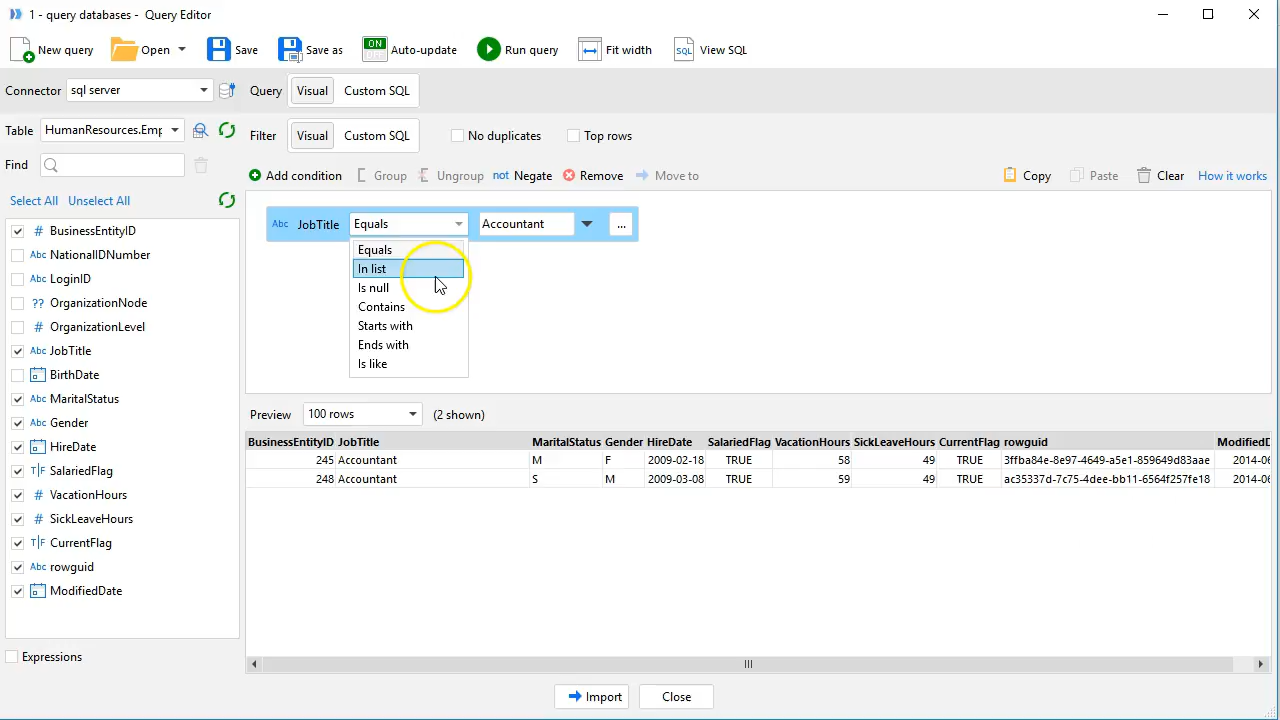 1 - query databases - Query Editor
New query Open Save Save as ON Auto-update Run query Fit width SQL View SQL
Connector sql server Query Visual Custom SQL
Table HumanResources.Emp Filter Visual Custom SQL No duplicates Top rows
Find Add condition Group Ungroup not Negate Remove Move to Copy Paste Clear How it works
Select All Unselect All
# BusinessEntityID
Abc NationalIDNumber
Abc LoginID
?? OrganizationNode
# OrganizationLevel
Abc JobTitle
BirthDate
Abc MaritalStatus
Abc Gender
HireDate
T|F SalariedFlag
# VacationHours
# SickLeaveHours
T|F CurrentFlag
Abc rowguid
ModifiedDate
Expressions
Abc JobTitle Equals Accountant ...
Equals
In list
Is null
Contains
Starts with
Ends with
Is like
Preview 100 rows (2 shown)
BusinessEntityID JobTitle MaritalStatus Gender HireDate SalariedFlag VacationHours SickLeaveHours CurrentFlag rowguid ModifiedD
245 Accountant M F 2009-02-18 TRUE 58 49 TRUE 3ffba84e-8e97-4649-a5e1-859649d83aae 2014-06
248 Accountant S M 2009-03-08 TRUE 59 49 TRUE ac35337d-7c75-4dee-bb11-6564f257fe18 2014-06
Import Close